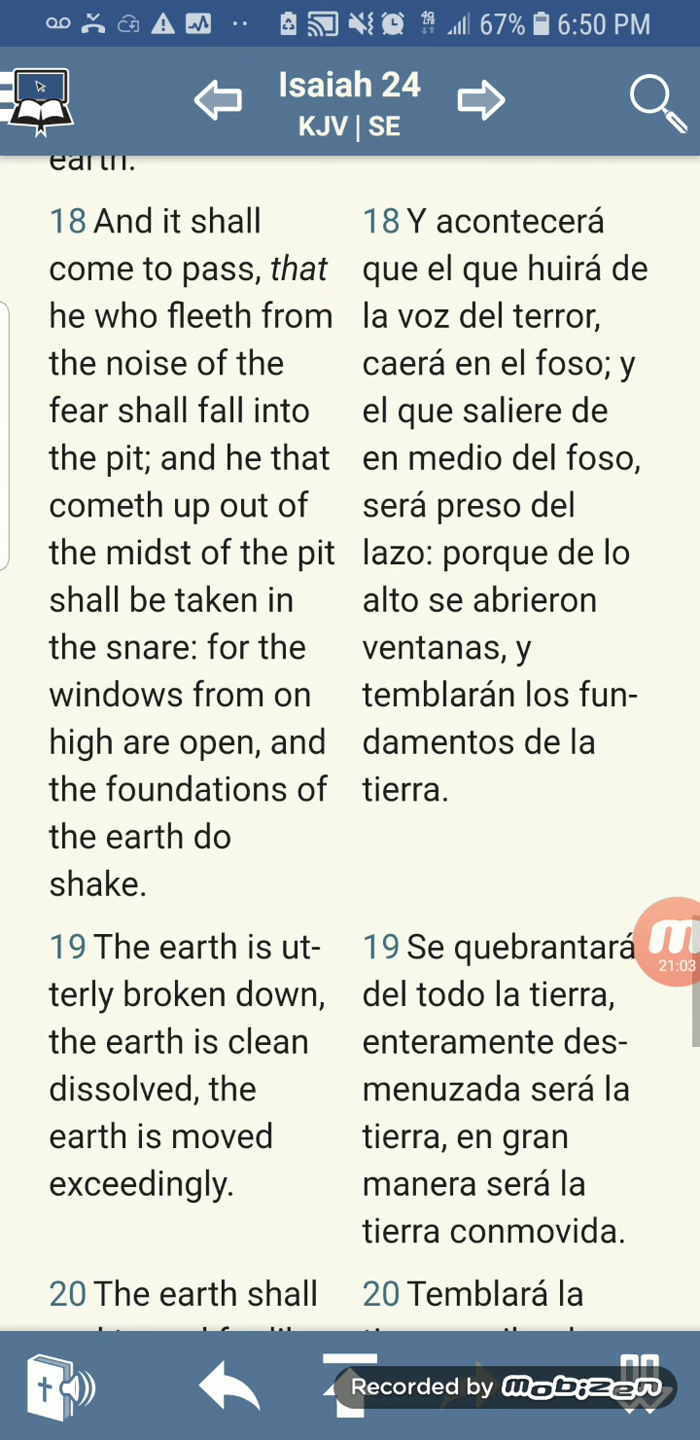 67% 6:50 PM
Isaiah 24
KJV | SE
earth.
18 And it shall
come to pass, that
he who fleeth from
the noise of the
fear shall fall into
the pit; and he that
cometh up out of
the midst of the pit
shall be taken in
the snare: for the
windows from on
high are open, and
the foundations of
the earth do
shake.
19 The earth is ut-
terly broken down,
the earth is clean
dissolved, the
earth is moved
exceedingly.
20 The earth shall
18 Y acontecerá
que el que huirá de
la voz del terror,
caerá en el foso; y
el que saliere de
en medio del foso,
será preso del
lazo: porque de lo
alto se abrieron
ventanas, y
temblarán los fun-
damentos de la
tierra.
19 Se quebrantará
del todo la tierra,
enteramente des-
menuzada será la
tierra, en gran
manera será la
tierra conmovida.
20 Temblará la
21:03
Recorded by mobizen